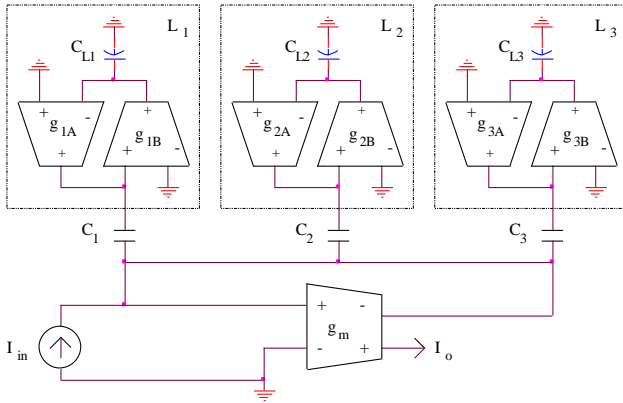 L 1
L 2
L 3
C L1
C L2
C L3
+ -
+
+ -
+
+ -
+
g 1A
g 1B
g 2A
g 2B
g 3A
g 3B
+
+ -
+
+ -
+
+ -
C 1
C 2
C 3
+ -
g m
- +
I in
I o